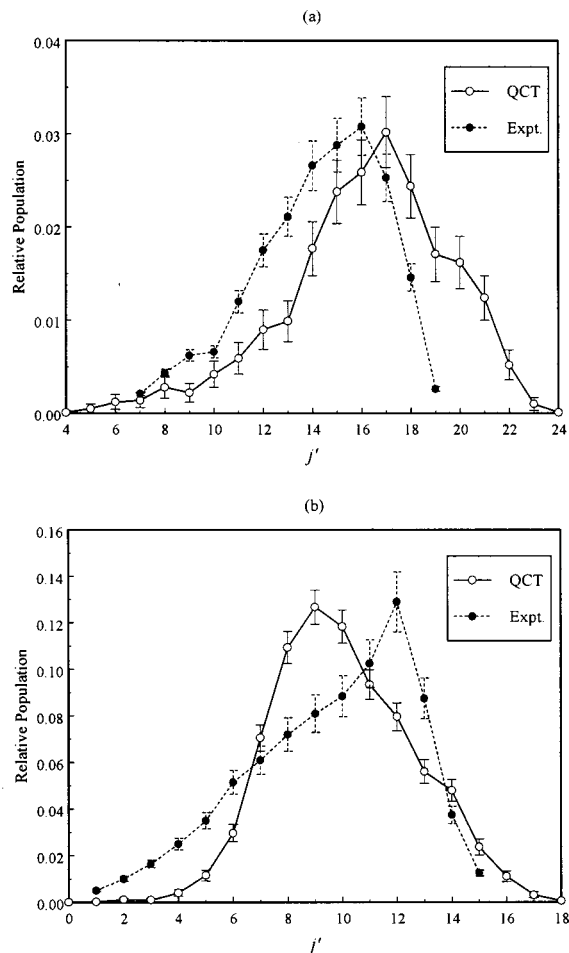 (a)
0.04
0.03
0.02
0.01
0.00
Relative Population
QCT
Expt.
4 6 8 10 12 14 16 18 20 22 24
j'
(b)
0.16
0.14
0.12
0.10
0.08
0.06
0.04
0.02
0.00
Relative Population
QCT
Expt.
0 2 4 6 8 10 12 14 16 18
j'